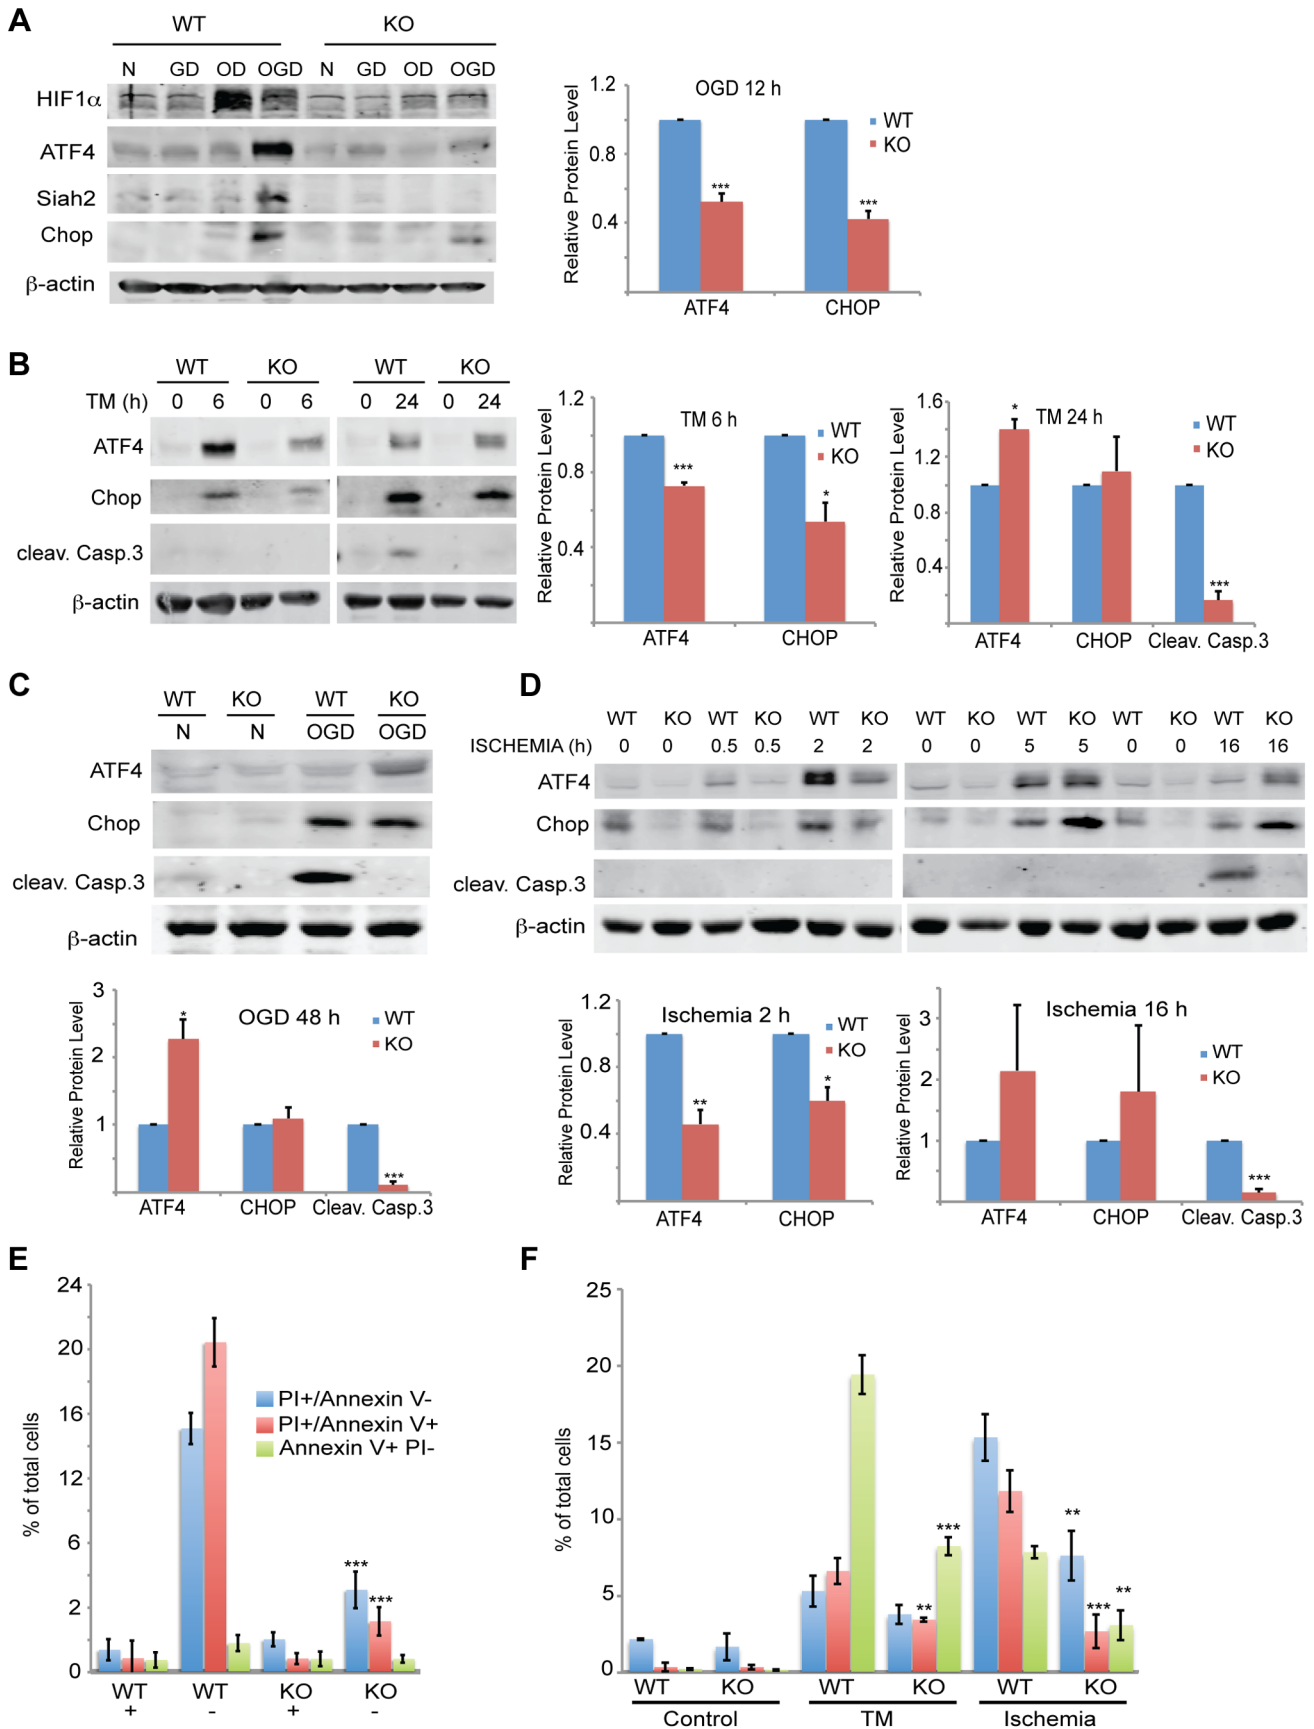 A
WT KO
N GD OD OGD N GD OD OGD
HIF1α
ATF4
Siah2
Chop
β-actin
OGD 12 h
Relative Protein Level
1.2
0.8
0.4
WT
KO
***
***
ATF4 CHOP
B
WT KO WT KO
TM (h) 0 6 0 6 0 24 0 24
ATF4
Chop
cleav. Casp.3
β-actin
TM 6 h
Relative Protein Level
1.2
0.8
0.4
WT
KO
***
*
ATF4 CHOP
TM 24 h
Relative Protein Level
1.6
1.2
0.8
0.4
WT
KO
*
***
ATF4 CHOP Cleav. Casp.3
C
WT KO WT KO
N N OGD OGD
ATF4
Chop
cleav. Casp.3
β-actin
OGD 48 h
Relative Protein Level
3
2
1
WT
KO
*
***
ATF4 CHOP Cleav. Casp.3
D
WT KO WT KO WT KO WT KO WT KO WT KO WT KO
ISCHEMIA (h) 0 0 0.5 0.5 2 2 0 0 5 5 0 0 16 16
ATF4
Chop
cleav. Casp.3
β-actin
Ischemia 2 h
Relative Protein Level
1.2
0.8
0.4
WT
KO
**
*
ATF4 CHOP
Ischemia 16 h
Relative Protein Level
3
2
1
WT
KO
***
ATF4 CHOP Cleav. Casp.3
E
% of total cells
24
20
16
12
6
2
0
PI+/Annexin V-
PI+/Annexin V+
Annexin V+ PI-
***
***
WT WT KO KO
+ - + -
F
% of total cells
25
20
15
10
5
0
**
***
**
***
**
WT KO WT KO WT KO
Control TM Ischemia